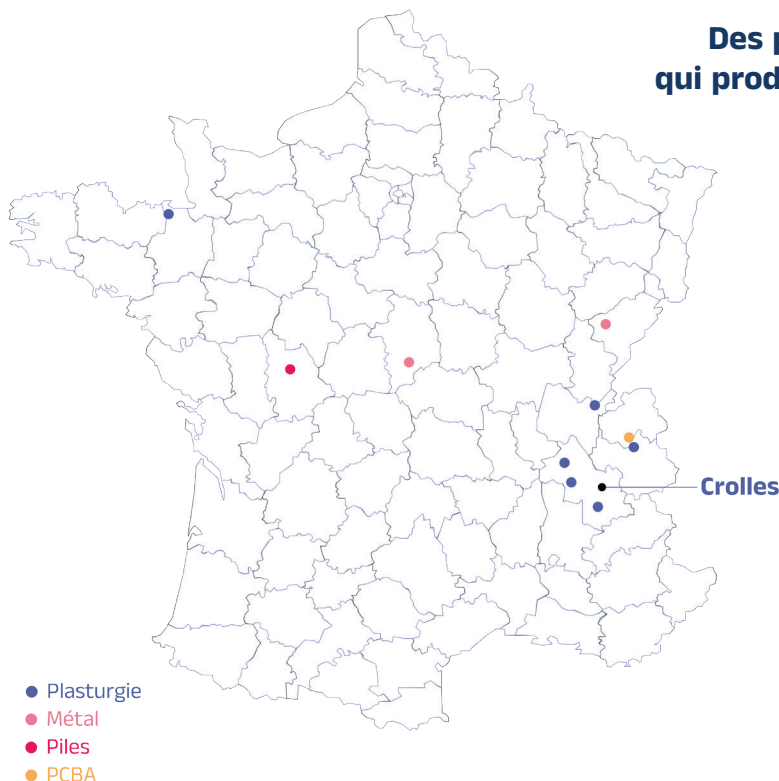 Des p
qui prod
Crolles
Plasturgie
Métal
Piles
PCBA